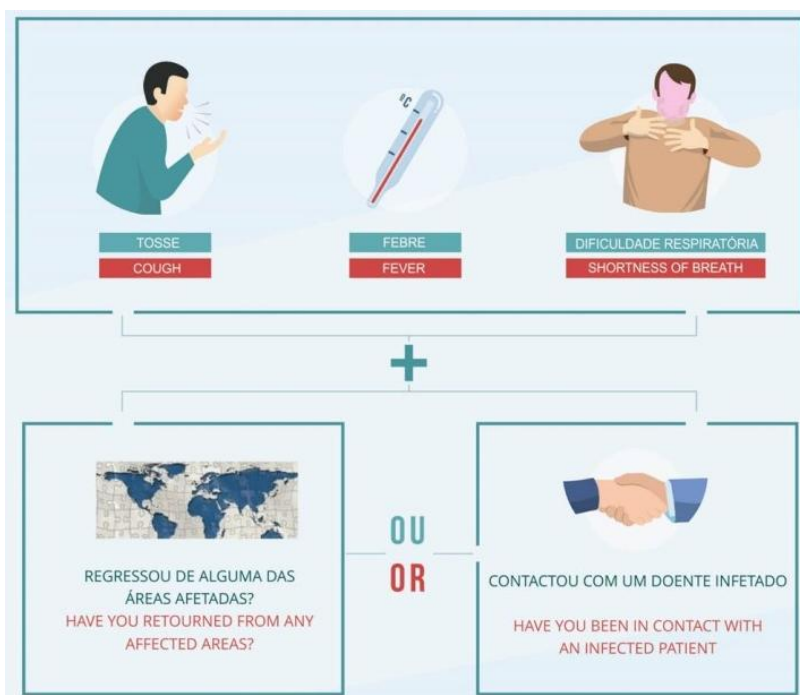 ºC
TOSSE
COUGH
FEBRE
FEVER
DIFICULDADE RESPIRATÓRIA
SHORTNESS OF BREATH
+
REGRESSOU DE ALGUMA DAS
ÁREAS AFETADAS?
HAVE YOU RETOURNED FROM ANY
AFFECTED AREAS?
OU
OR
CONTACTOU COM UM DOENTE INFETADO
HAVE YOU BEEN IN CONTACT WITH
AN INFECTED PATIENT